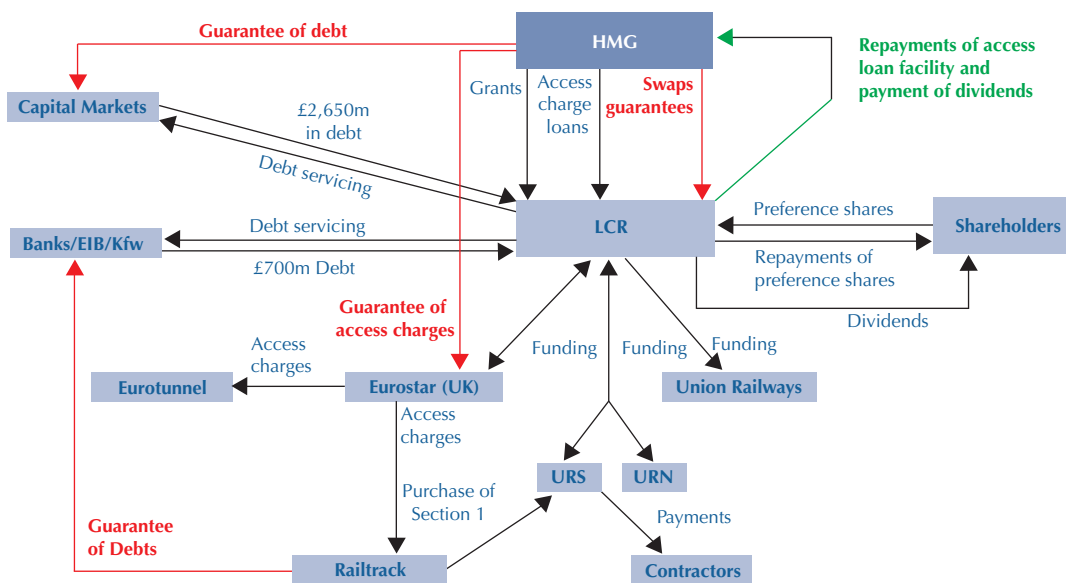 Guarantee of debt
HMG
Repayments of access
loan facility and
payment of dividends
Grants
Access
charge
loans
Swaps
guarantees
Capital Markets
£2,650m
in debt
Debt servicing
Preference shares
Banks/EIB/Kfw
Debt servicing
LCR
Shareholders
£700m Debt
Repayments of
preference shares
Guarantee of
access charges
Dividends
Access
charges
Funding
Funding
Funding
Eurotunnel
Eurostar (UK)
Union Railways
Access
charges
URS
URN
Purchase of
Section 1
Payments
Guarantee
of Debts
Railtrack
Contractors